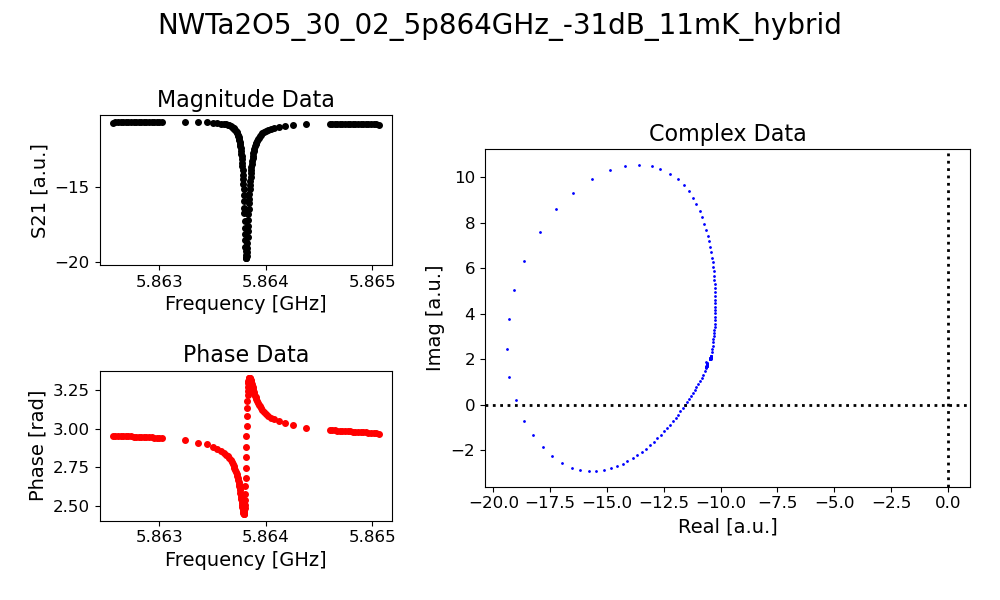 NWTa2O5_30_02_5p864GHz_-31dB_11mK_hybrid
Magnitude Data
S21 [a.u.]
−15
−20
5.863 5.864 5.865
Frequency [GHz]
Phase Data
Phase [rad]
3.25
3.00
2.75
2.50
5.863 5.864 5.865
Frequency [GHz]
Complex Data
Imag [a.u.]
10
8
6
4
2
0
−2
−20.0 −17.5 −15.0 −12.5 −10.0 −7.5 −5.0 −2.5 0.0
Real [a.u.]